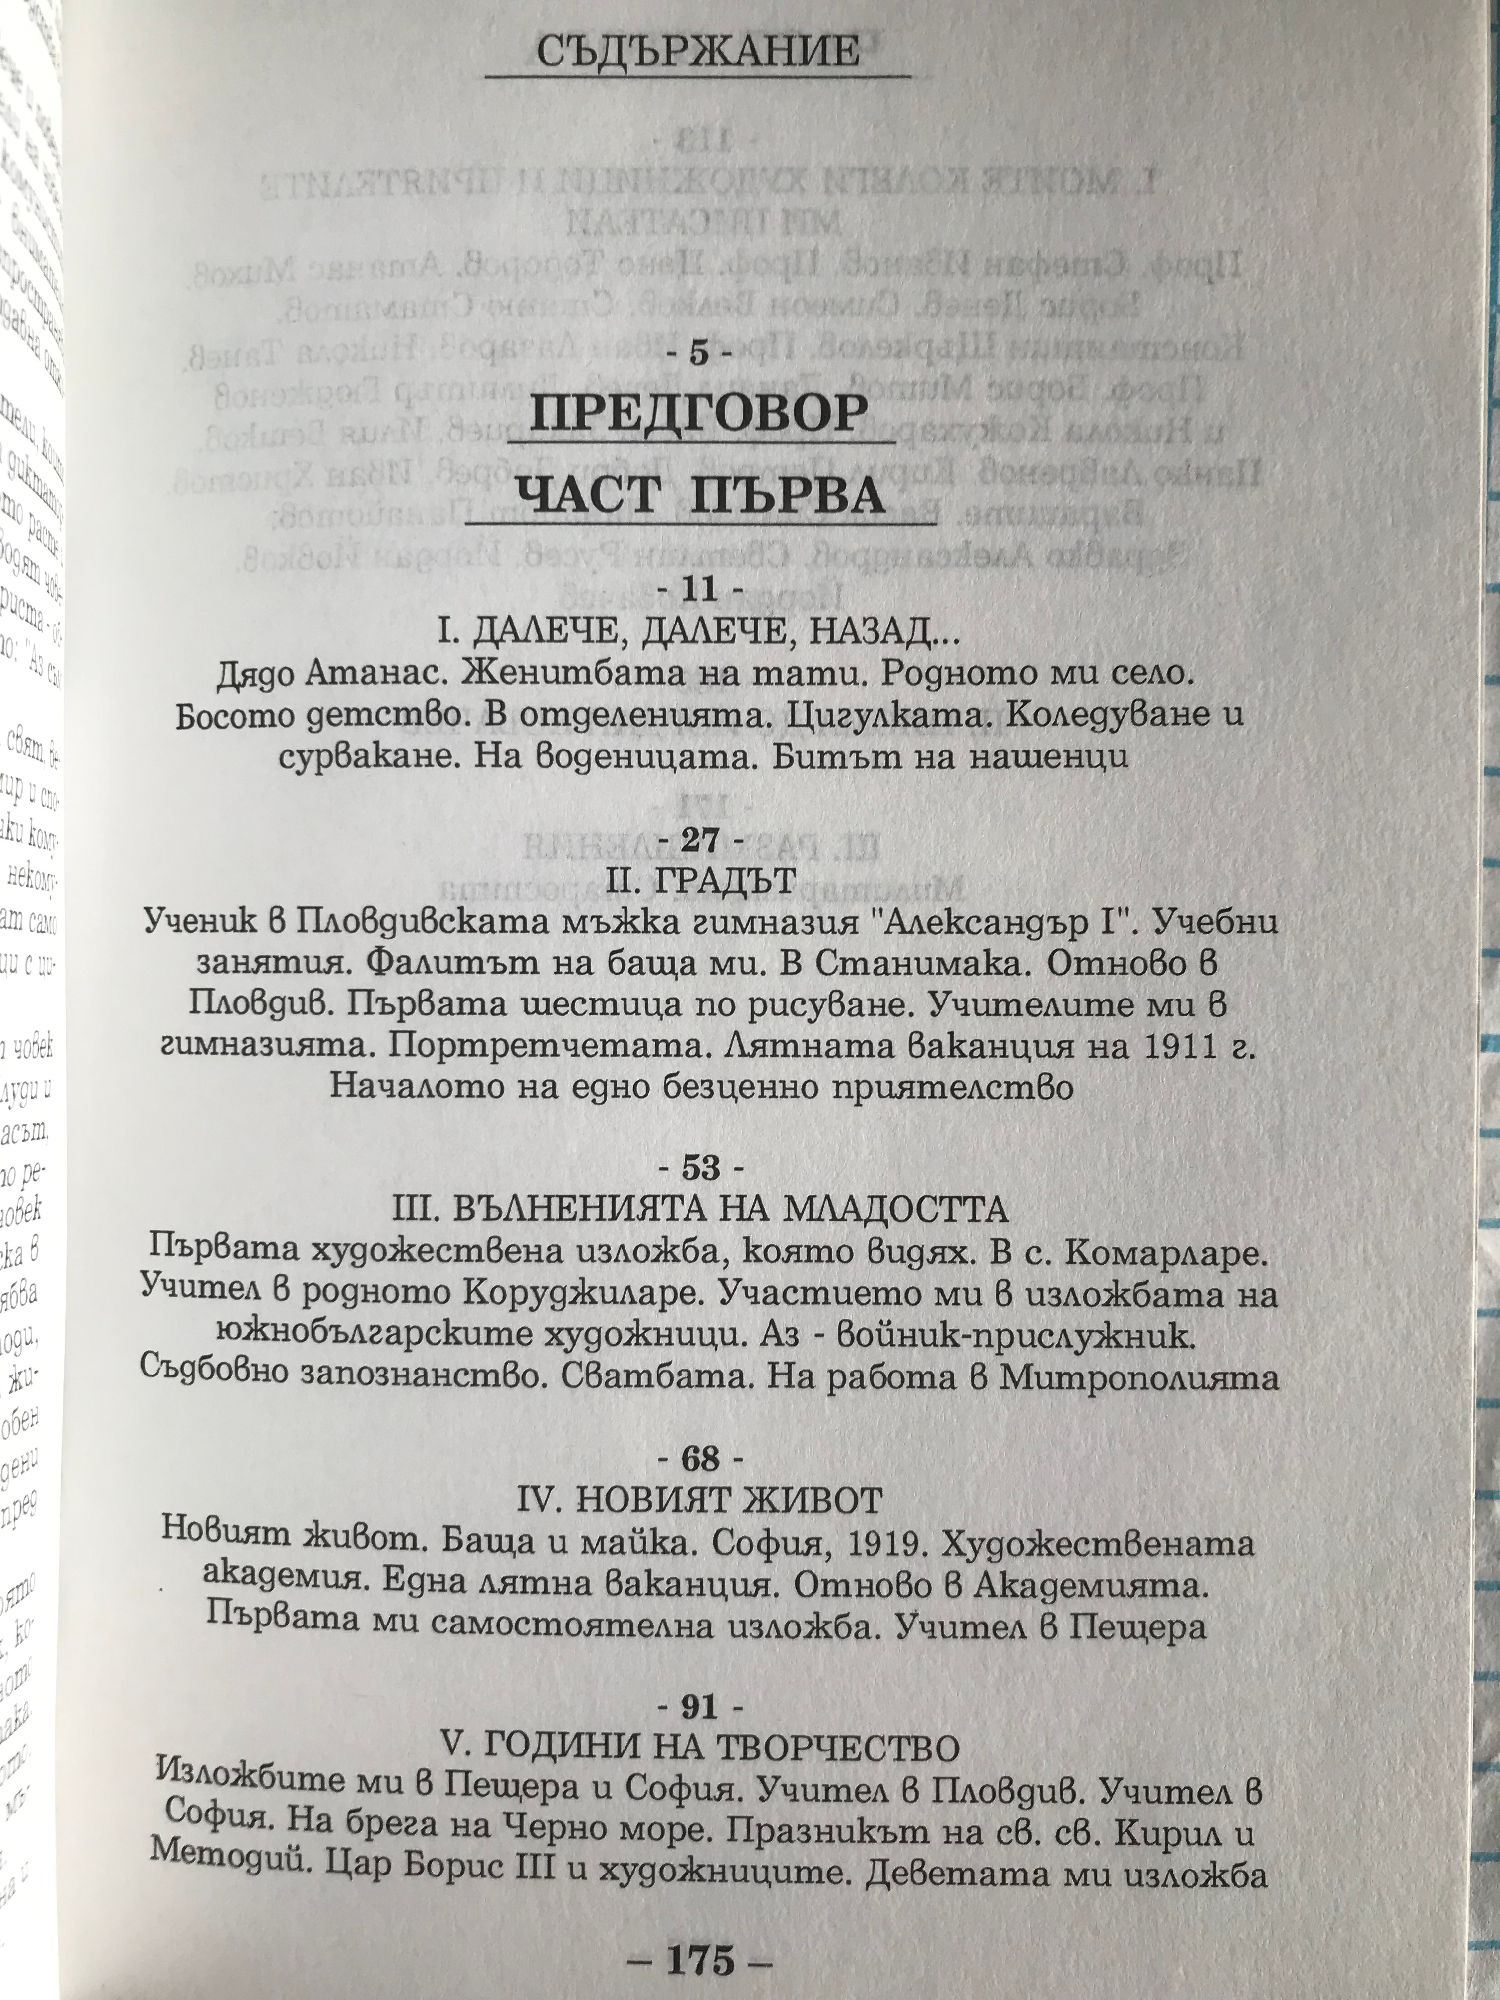 СЪДЪРЖАНИЕ
- 5 -
ПРЕДГОВОР
ЧАСТ ПЪРВА
- 11 -
I. ДАЛЕЧЕ, ДАЛЕЧЕ, НАЗАД...
Дядо Атанас. Женитбата на тати. Родното ми село.
Босото детство. В отделенията. Цигулката. Коледуване и
сурвакане. На воденицата. Битът на нашенци
- 27 -
II. ГРАДЪТ
Ученик в Пловдивската мъжка гимназия "Александър I". Учебни
занятия. Фалитът на баща ми. В Станимака. Отново в
Пловдив. Първата шестица по рисуване. Учителите ми в
гимназията. Портретчетата. Лятната ваканция на 1911 г.
Началото на едно безценно приятелство
- 53 -
III. ВЪЛНЕНИЯТА НА МЛАДОСТТА
Първата художествена изложба, която видях. В с. Комарларе.
Учител в родното Коруджиларе. Участието ми в изложбата на
южнобългарските художници. Аз - войник-прислужник.
Съдбовно запознанство. Сватбата. На работа в Митрополията
- 68 -
IV. НОВИЯТ ЖИВОТ
Новият живот. Баща и майка. София, 1919. Художествената
академия. Една лятна ваканция. Отново в Академията.
Първата ми самостоятелна изложба. Учител в Пещера
- 91 -
V. ГОДИНИ НА ТВОРЧЕСТВО
Изложбите ми в Пещера и София. Учител в Пловдив. Учител в
София. На брега на Черно море. Празникът на св. св. Кирил и
Методий. Цар Борис III и художниците. Деветата ми изложба
– 175 –